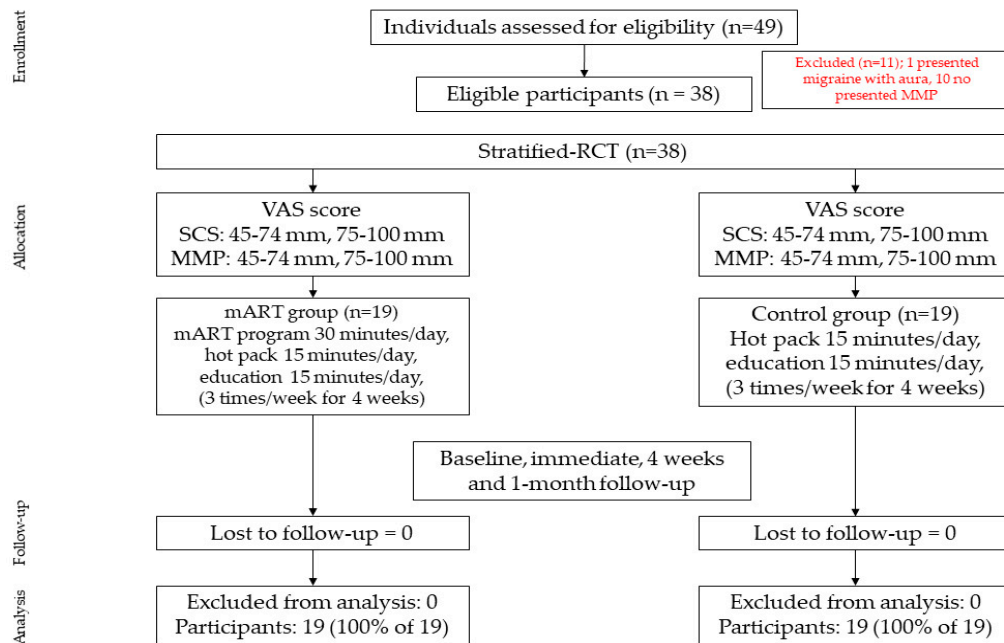 Enrollment
Individuals assessed for eligibility (n=49)
Excluded (n=11); 1 presented
migraine with aura, 10 no
presented MMP
Eligible participants (n = 38)
Stratified-RCT (n=38)
Allocation
VAS score
SCS: 45-74 mm, 75-100 mm
MMP: 45-74 mm, 75-100 mm
VAS score
SCS: 45-74 mm, 75-100 mm
MMP: 45-74 mm, 75-100 mm
mART group (n=19)
mART program 30 minutes/day,
hot pack 15 minutes/day,
education 15 minutes/day,
(3 times/week for 4 weeks)
Control group (n=19)
Hot pack 15 minutes/day,
education 15 minutes/day,
(3 times/week for 4 weeks)
Baseline, immediate, 4 weeks
and 1-month follow-up
Follow-up
Lost to follow-up = 0
Lost to follow-up = 0
Analysis
Excluded from analysis: 0
Participants: 19 (100% of 19)
Excluded from analysis: 0
Participants: 19 (100% of 19)